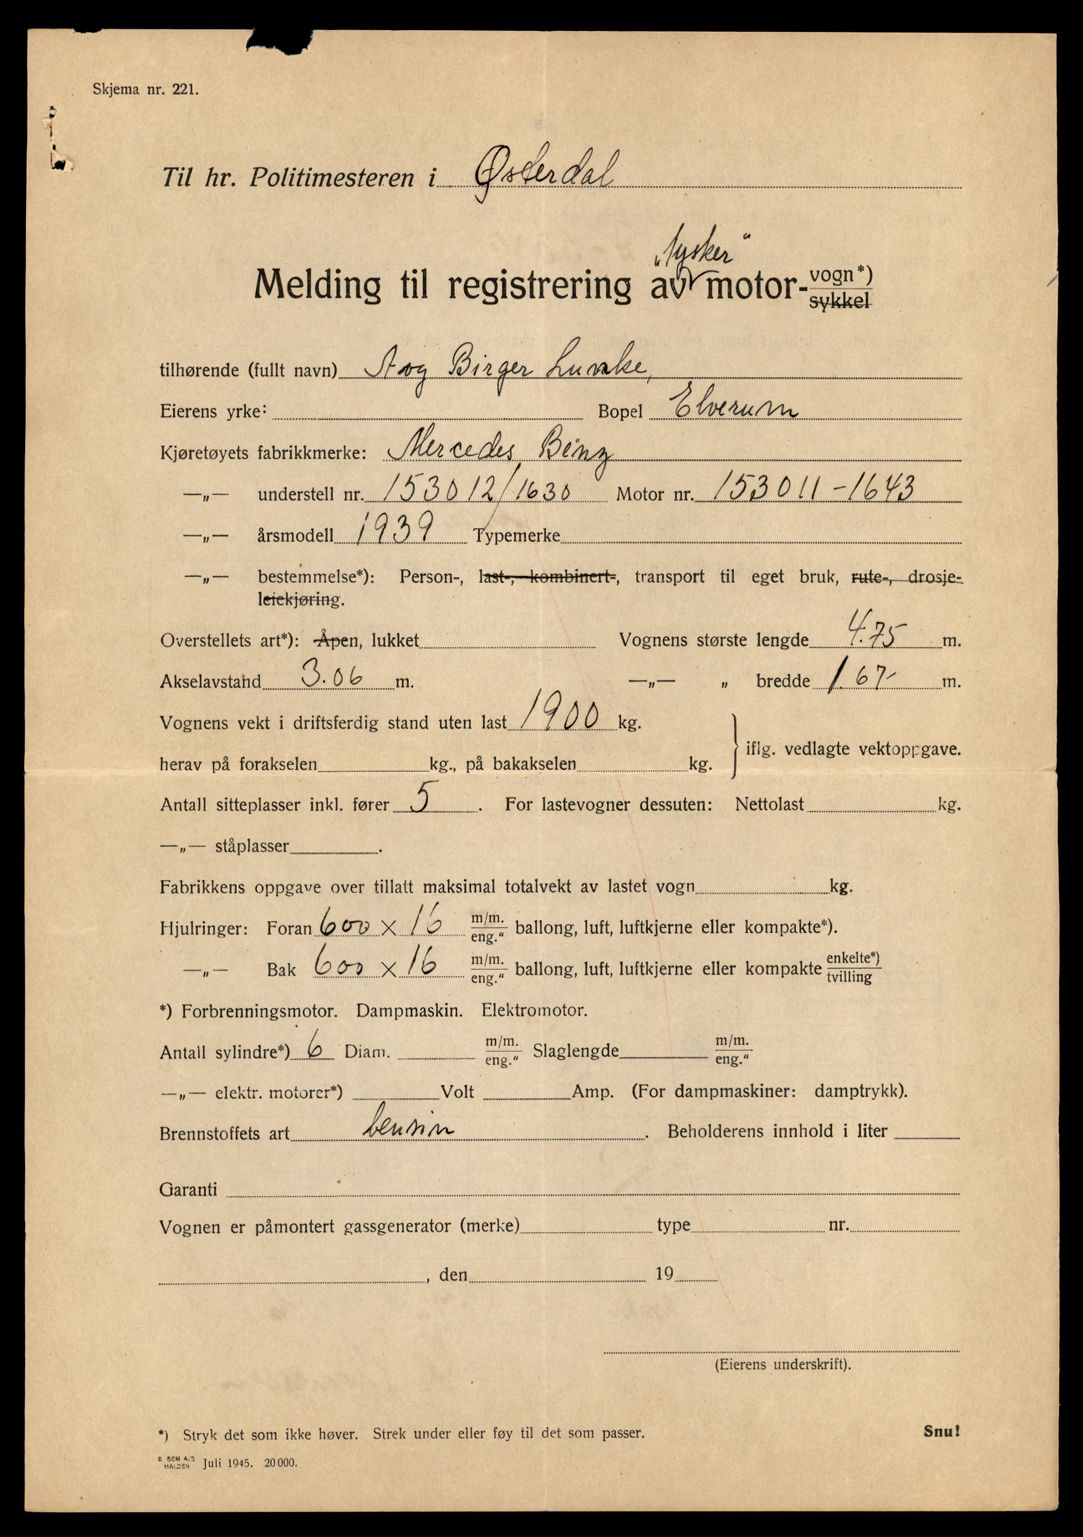 Skjema nr. 221.
Til hr. Politimesteren i Østerdal
„tysker“
Melding til registrering av motor-vogn*)
sykkel
tilhørende (fullt navn) Birger Lunke,
Eierens yrke: Bopel Elverum
Kjøretøyets fabrikkmerke: Mercedes Benz
—„— understell nr. 153012/1630 Motor nr. 153011-1643
—„— årsmodell 1939 Typemerke
—„— bestemmelse*): Person-, last-, kombinert-, transport til eget bruk, rute-, drosje-
leiekjøring.
Overstellets art*): Åpen, lukket Vognens største lengde 4.75 m.
Akselavstand 3.06 m. —„— „ bredde 1.67 m.
Vognens vekt i driftsferdig stand uten last 1900 kg.
iflg. vedlagte vektoppgave.
herav på forakselen kg., på bakakselen kg.
Antall sitteplasser inkl. fører 5. For lastevogner dessuten: Nettolast kg.
—„— ståplasser.
Fabrikkens oppgave over tillatt maksimal totalvekt av lastet vogn kg.
Hjulringer: Foran 600 x 16 m/m. eng.“ ballong, luft, luftkjerne eller kompakte*).
—„— Bak 600 x 16 m/m. eng.“ ballong, luft, luftkjerne eller kompakte enkelte*) tvilling
*) Forbrenningsmotor. Dampmaskin. Elektromotor.
Antall sylindre*) 6 Diam. m/m. eng.“ Slaglengde m/m. eng.“
—„— elektr. motorer*) Volt Amp. (For dampmaskiner: damptrykk).
Brennstoffets art bensin. Beholderens innhold i liter
Garanti
Vognen er påmontert gassgenerator (merke) type nr.
, den 19
(Eierens underskrift).
*) Stryk det som ikke høver. Strek under eller føy til det som passer. Snu!
E SEM A/S
HALDEN Juli 1945. 20 000.